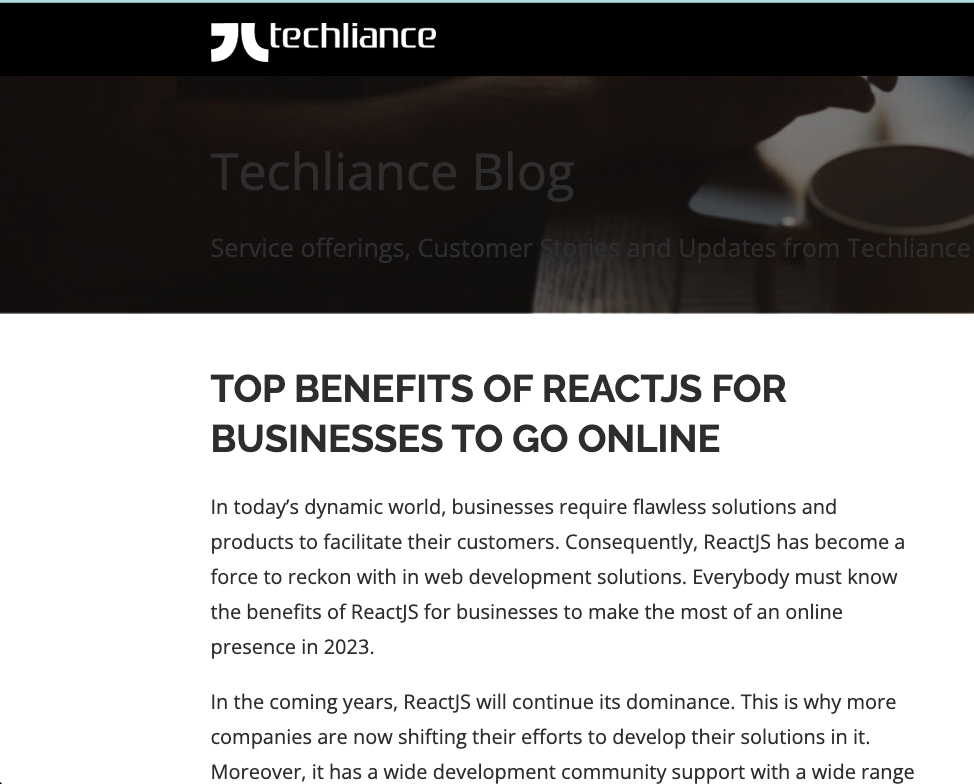 techliance
Techliance Blog
Service offerings, Customer Stories and Updates from Techliance
TOP BENEFITS OF REACTJS FOR
BUSINESSES TO GO ONLINE
In today’s dynamic world, businesses require flawless solutions and
products to facilitate their customers. Consequently, ReactJS has become a
force to reckon with in web development solutions. Everybody must know
the benefits of ReactJS for businesses to make the most of an online
presence in 2023.
In the coming years, ReactJS will continue its dominance. This is why more
companies are now shifting their efforts to develop their solutions in it.
Moreover, it has a wide development community support with a wide range